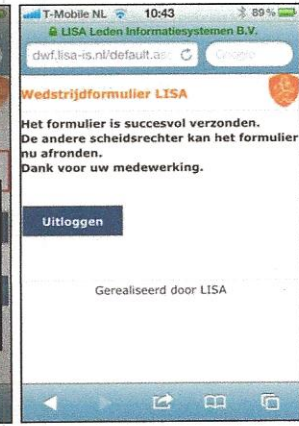 T-Mobile NL 10:43 89%
LISA Leden Informatiesystemen B.V.
dwf.lisa-is.nl/default.as
Google
Wedstrijdformulier LISA
Het formulier is succesvol verzonden.
De andere scheidsrechter kan het formulier
nu afronden.
Dank voor uw medewerking.
Uitloggen
Gerealiseerd door LISA